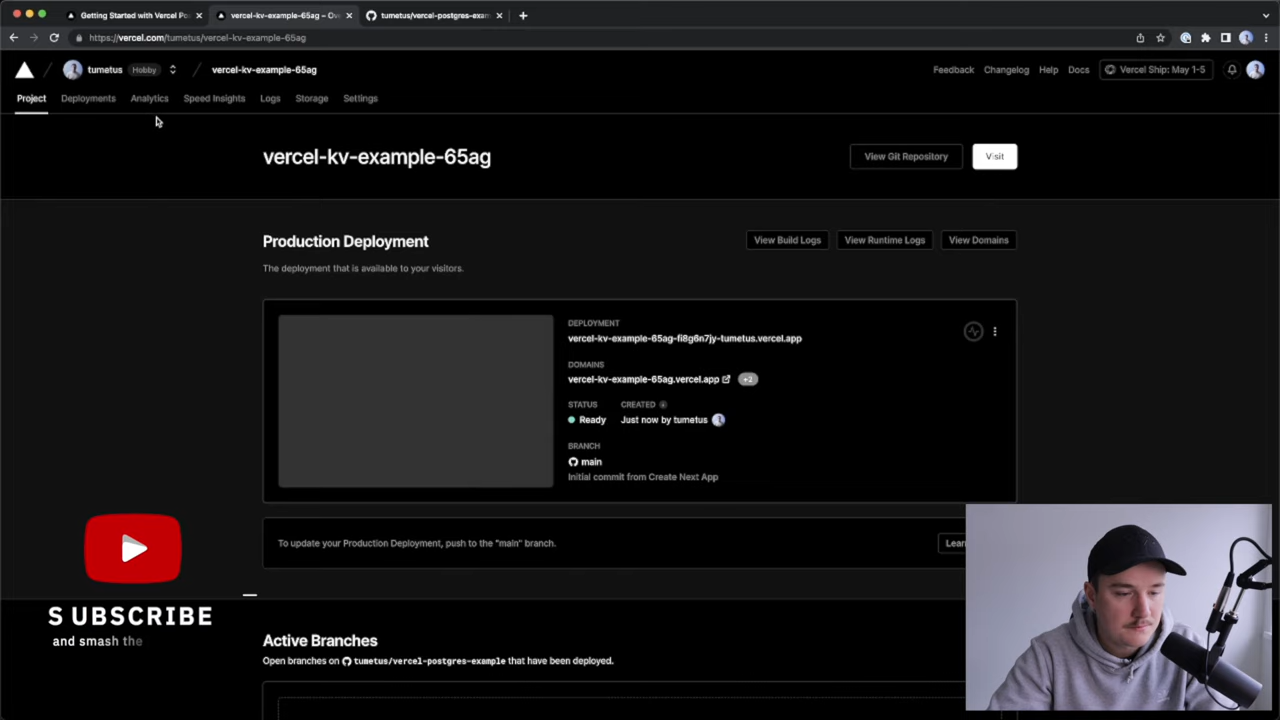 Getting Started with Vercel Po
vercel-kv-example-65ag – Ov
tumetus/vercel-postgres-exam
https://vercel.com/tumetus/vercel-kv-example-65ag
tumetus Hobby vercel-kv-example-65ag
Feedback Changelog Help Docs Vercel Ship: May 1-5
Project Deployments Analytics Speed Insights Logs Storage Settings
vercel-kv-example-65ag
View Git Repository Visit
Production Deployment
View Build Logs View Runtime Logs View Domains
The deployment that is available to your visitors.
DEPLOYMENT
vercel-kv-example-65ag-fi8g6n7jy-tumetus.vercel.app
DOMAINS
vercel-kv-example-65ag.vercel.app +2
STATUS CREATED
Ready Just now by tumetus
BRANCH
main
Initial commit from Create Next App
To update your Production Deployment, push to the "main" branch.
Lear
SUBSCRIBE
and smash the
Active Branches
Open branches on tumetus/vercel-postgres-example that have been deployed.